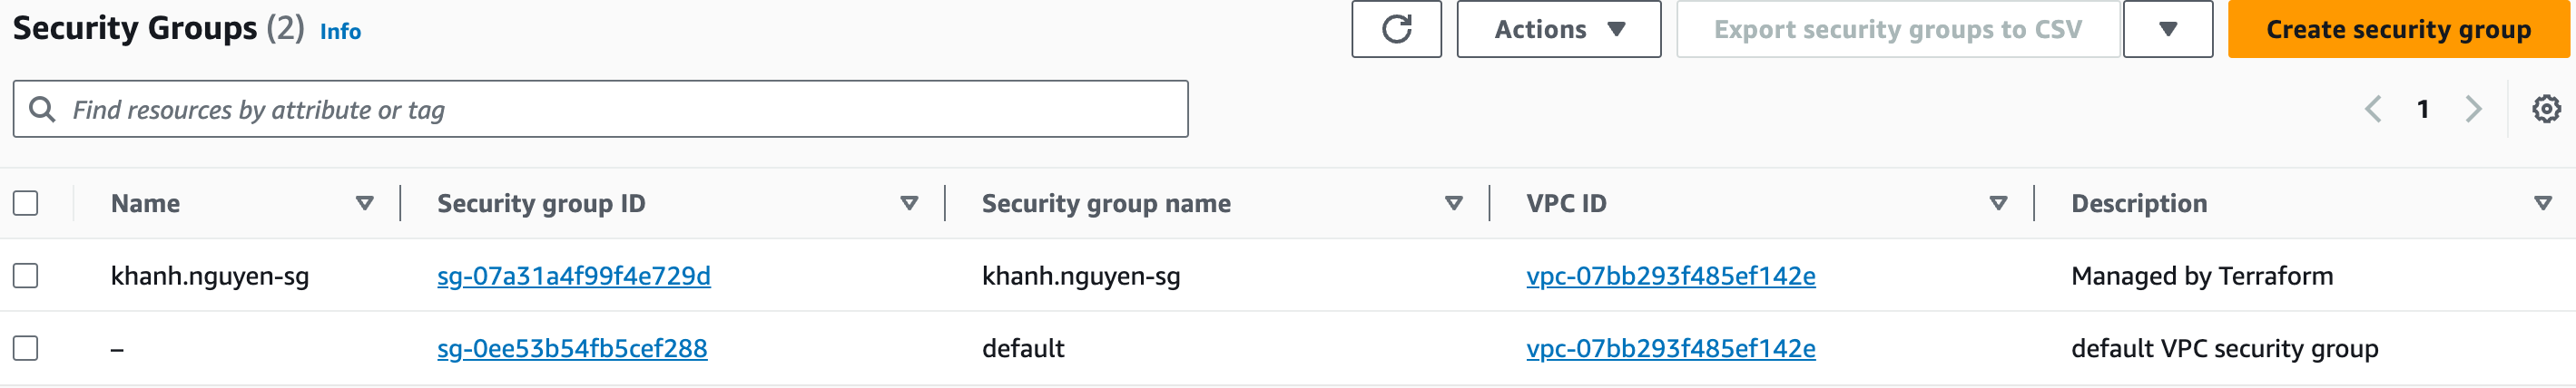 Security Groups (2) Info Actions Export security groups to CSV Create security group
Find resources by attribute or tag 1
Name Security group ID Security group name VPC ID Description
khanh.nguyen-sg sg-07a31a4f99f4e729d khanh.nguyen-sg vpc-07bb293f485ef142e Managed by Terraform
– sg-0ee53b54fb5cef288 default vpc-07bb293f485ef142e default VPC security group